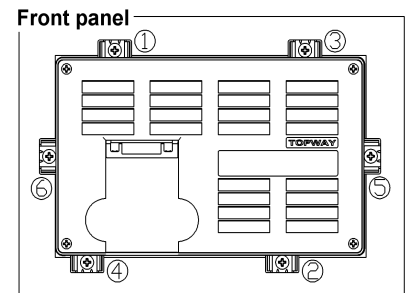 Front panel
① ③
TOPWAY
⑥ ⑤
④ ②